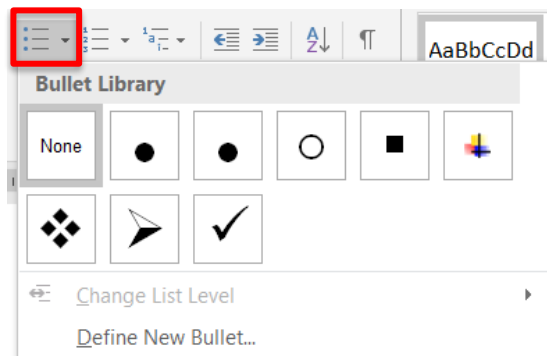 AaBbCcDd
Bullet Library
None
Change List Level
Define New Bullet...